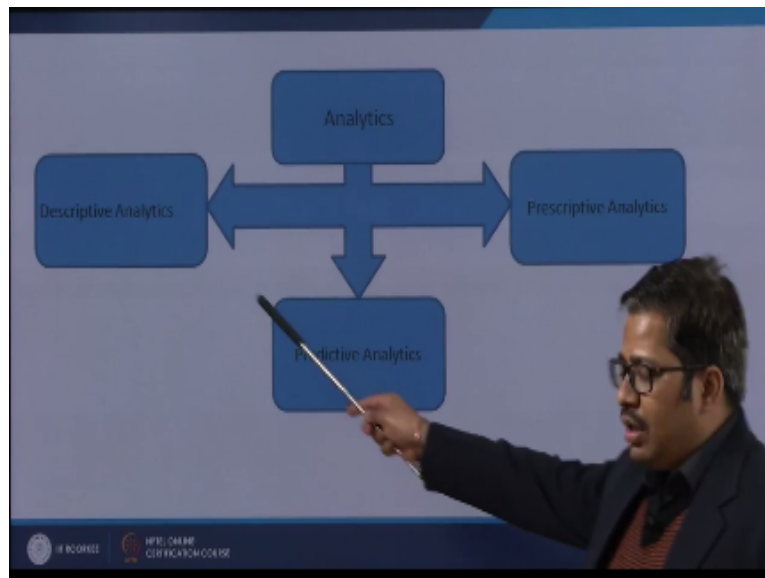 Analytics
Descriptive Analytics
Prescriptive Analytics
Predictive Analytics
IIT ROORKEE
NPTEL ONLINE
CERTIFICATION COURSE